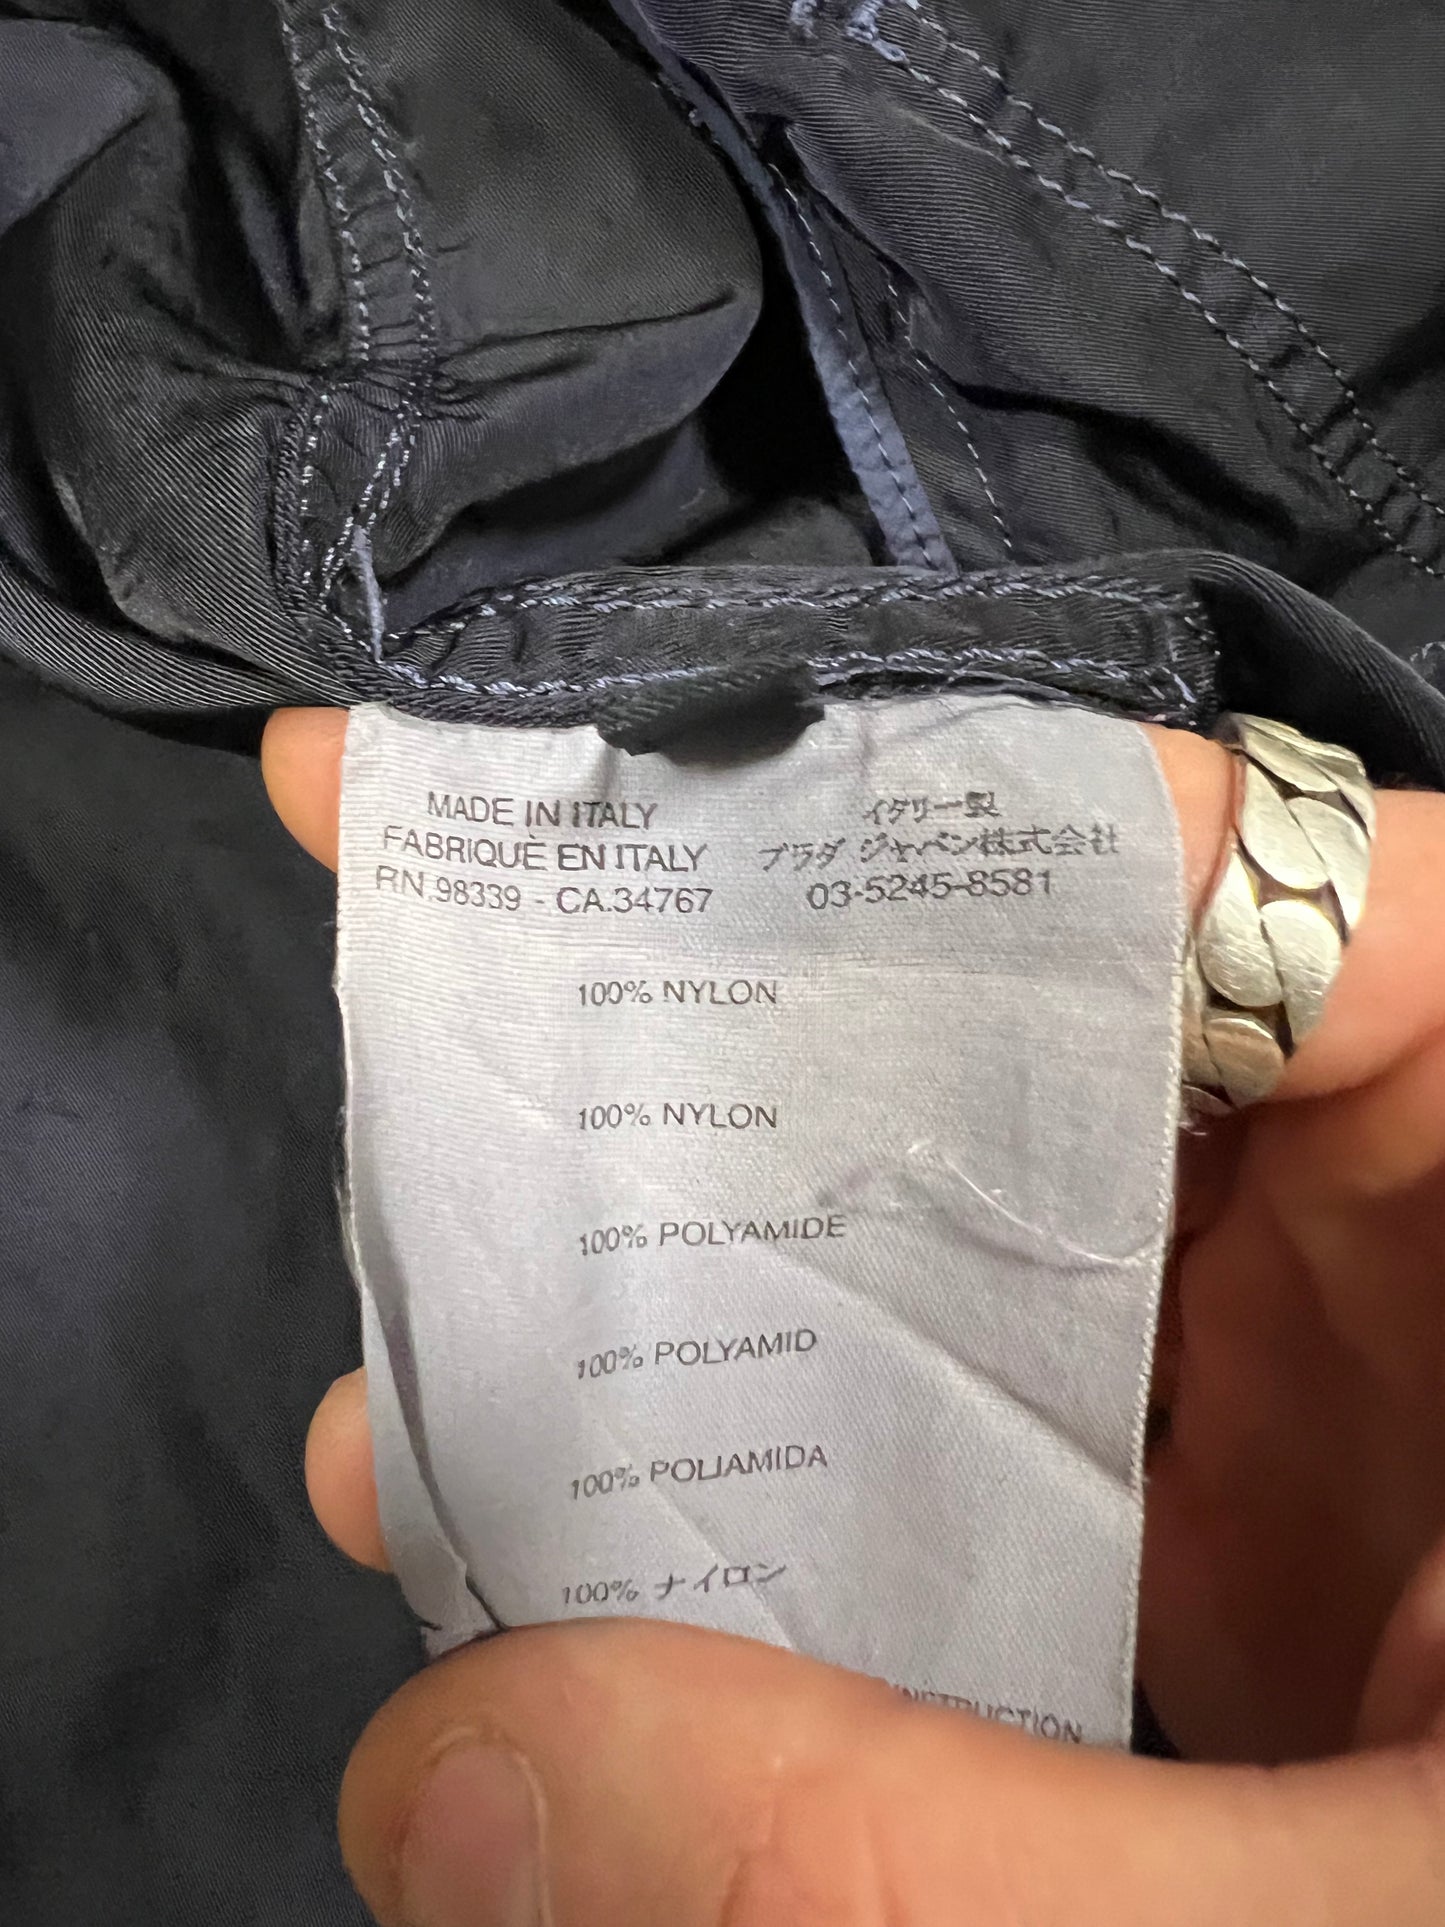 MADE IN ITALY
FABRIQUÈ EN ITALY
RN.98339 - CA.34767
イタリー製
プラダ ジャパン株式会社
03-5245-8581
100% NYLON
100% NYLON
100% POLYAMIDE
100% POLYAMID
100% POLIAMIDA
100% ナイロン
INSTRUCTION